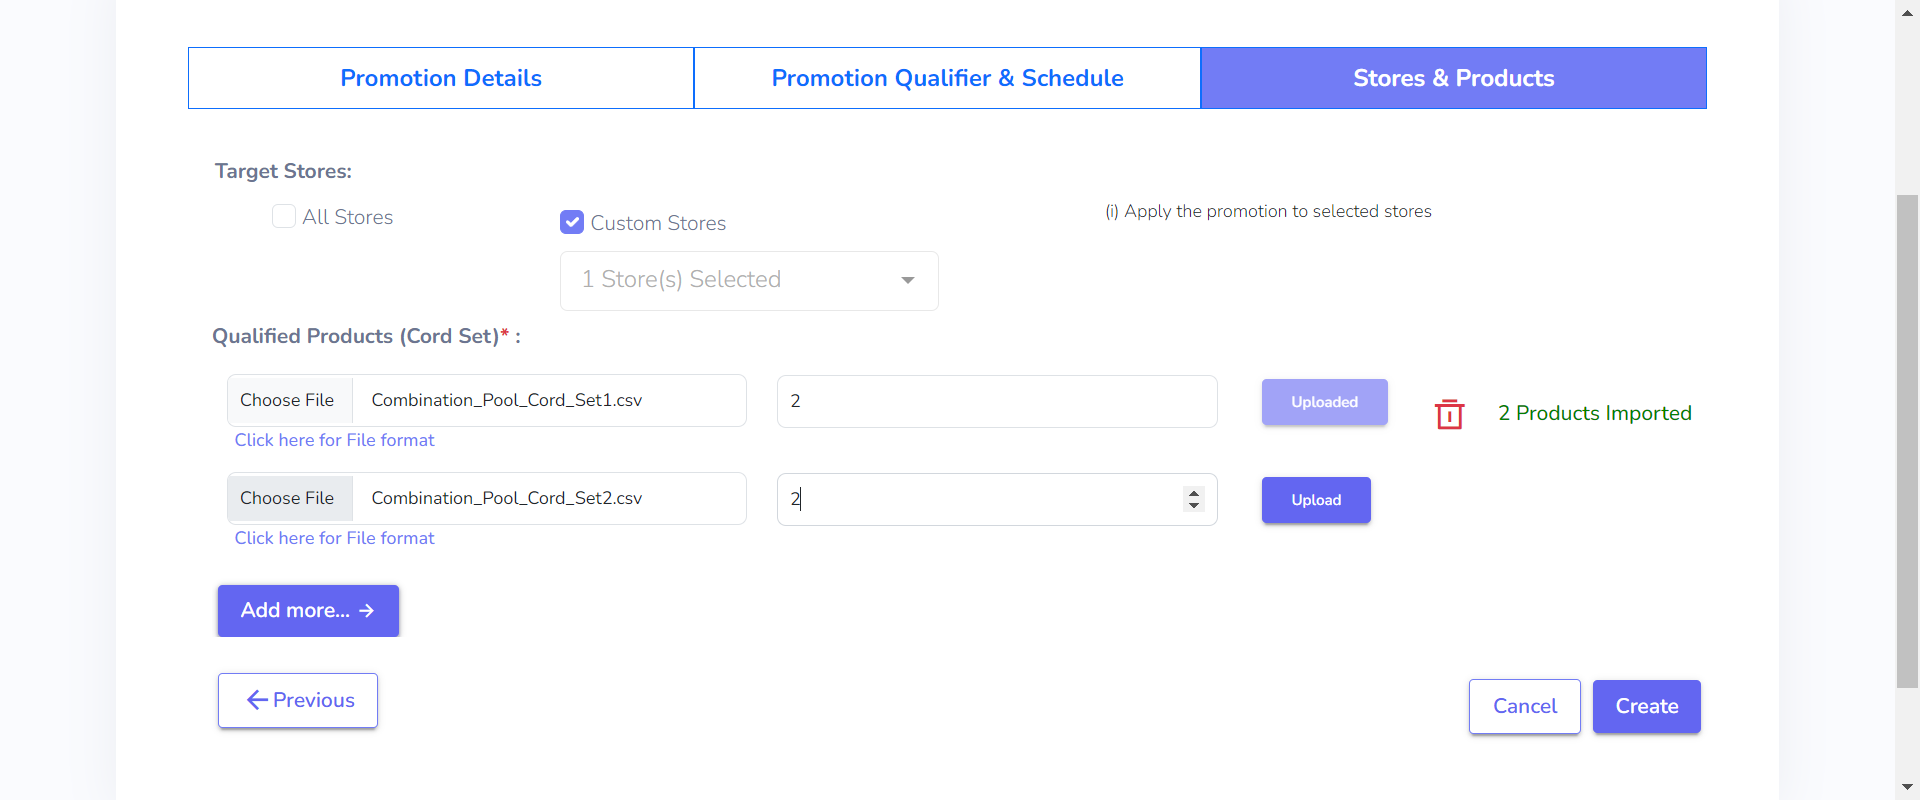 Promotion Details
Promotion Qualifier & Schedule
Stores & Products
Target Stores:
All Stores
Custom Stores
(i) Apply the promotion to selected stores
1 Store(s) Selected
Qualified Products (Cord Set)* :
Choose File
Combination_Pool_Cord_Set1.csv
2
Uploaded
2 Products Imported
Click here for File format
Choose File
Combination_Pool_Cord_Set2.csv
2
Upload
Click here for File format
Add more... →
← Previous
Cancel
Create